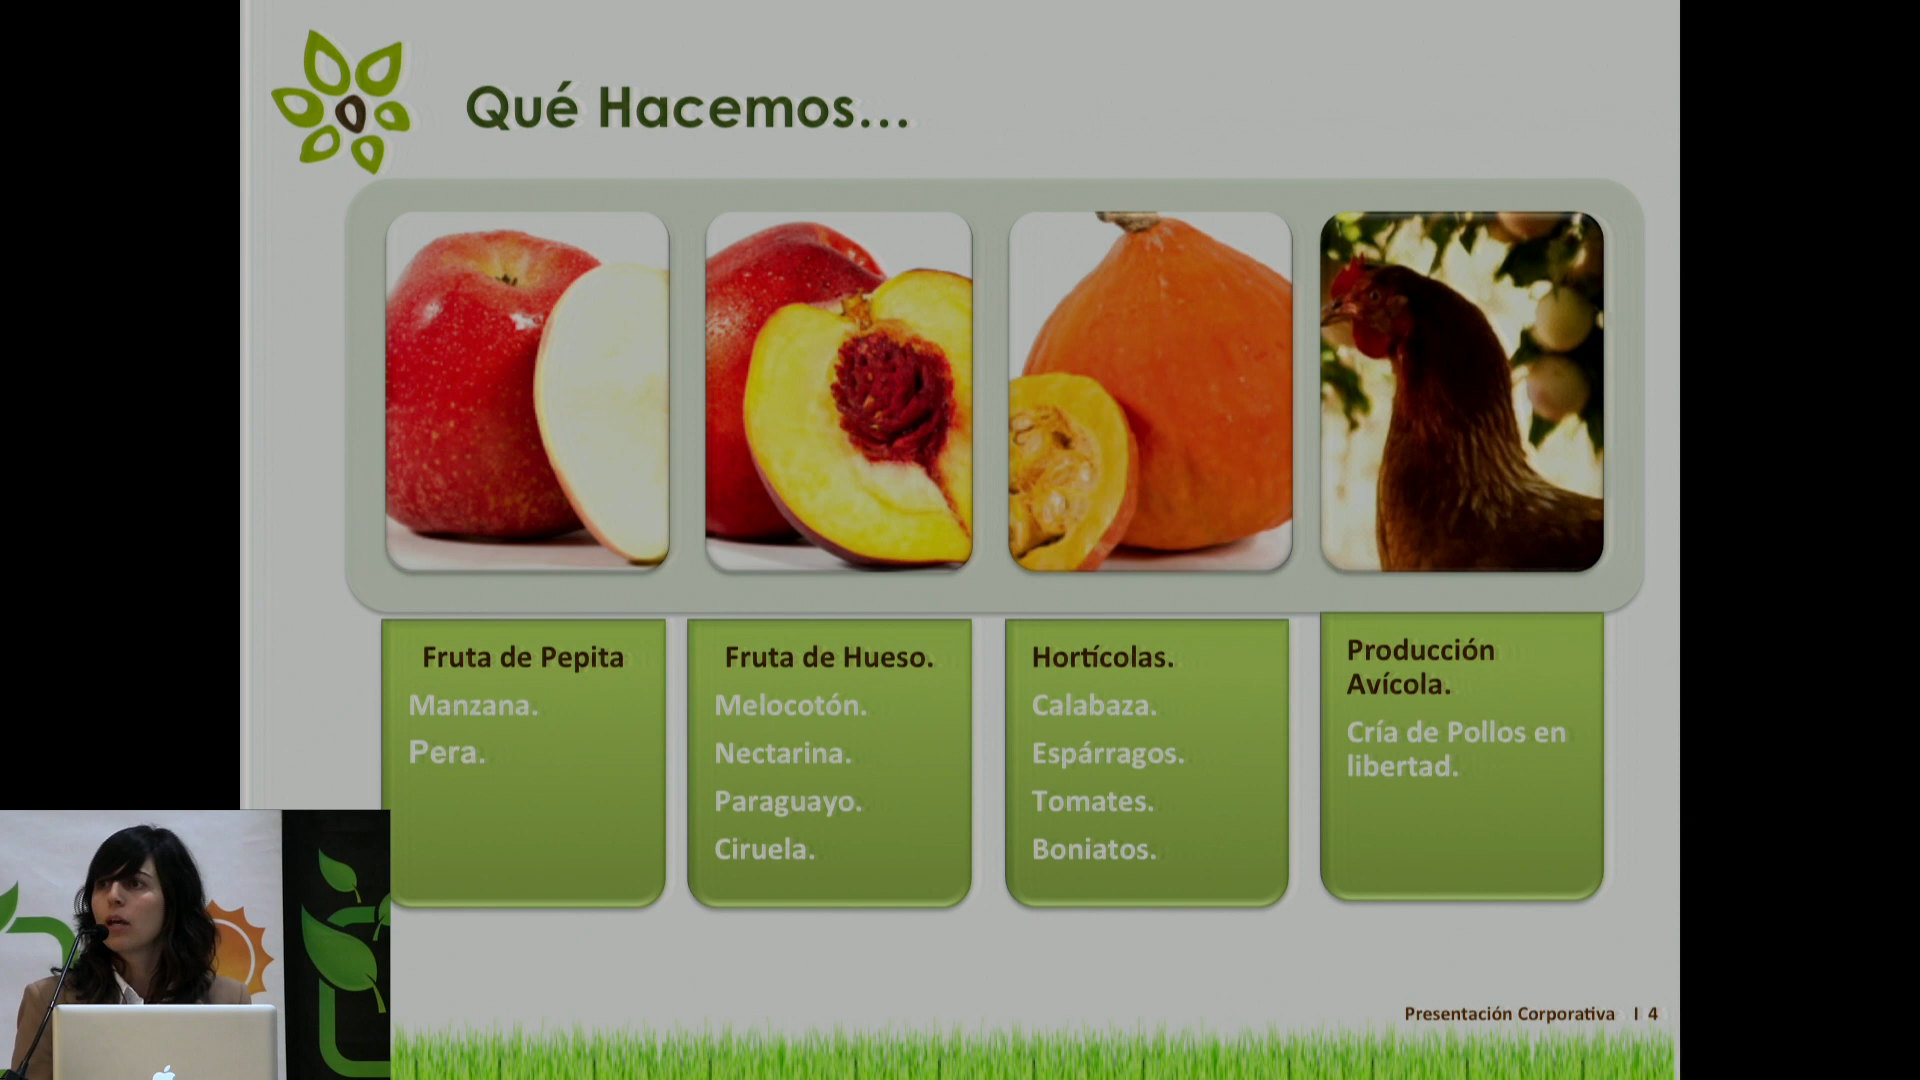 Qué Hacemos...
Fruta de Pepita
Manzana.
Pera.
Fruta de Hueso.
Melocotón.
Nectarina.
Paraguayo.
Ciruela.
Hortícolas.
Calabaza.
Espárragos.
Tomates.
Boniatos.
Producción
Avícola.
Cría de Pollos en
libertad.
Presentación Corporativa I 4